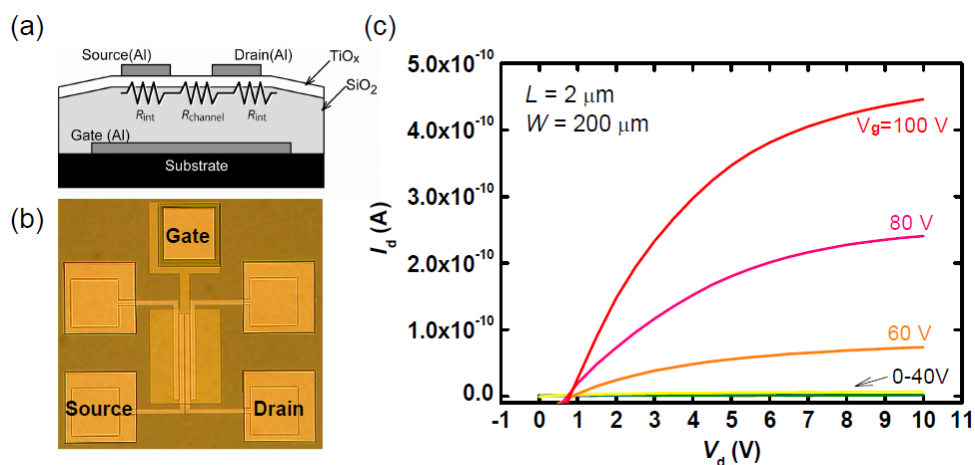 (a)
Source(Al) Drain(Al) TiOx
SiO2
Rint Rchannel Rint
Gate (Al)
Substrate
(b)
Gate
Source Drain
(c)
5.0x10-10
4.0x10-10
3.0x10-10
2.0x10-10
1.0x10-10
0.0
Id (A)
L = 2 μm
W = 200 μm
Vg=100 V
80 V
60 V
0-40V
-1 0 1 2 3 4 5 6 7 8 9 10 11
Vd (V)